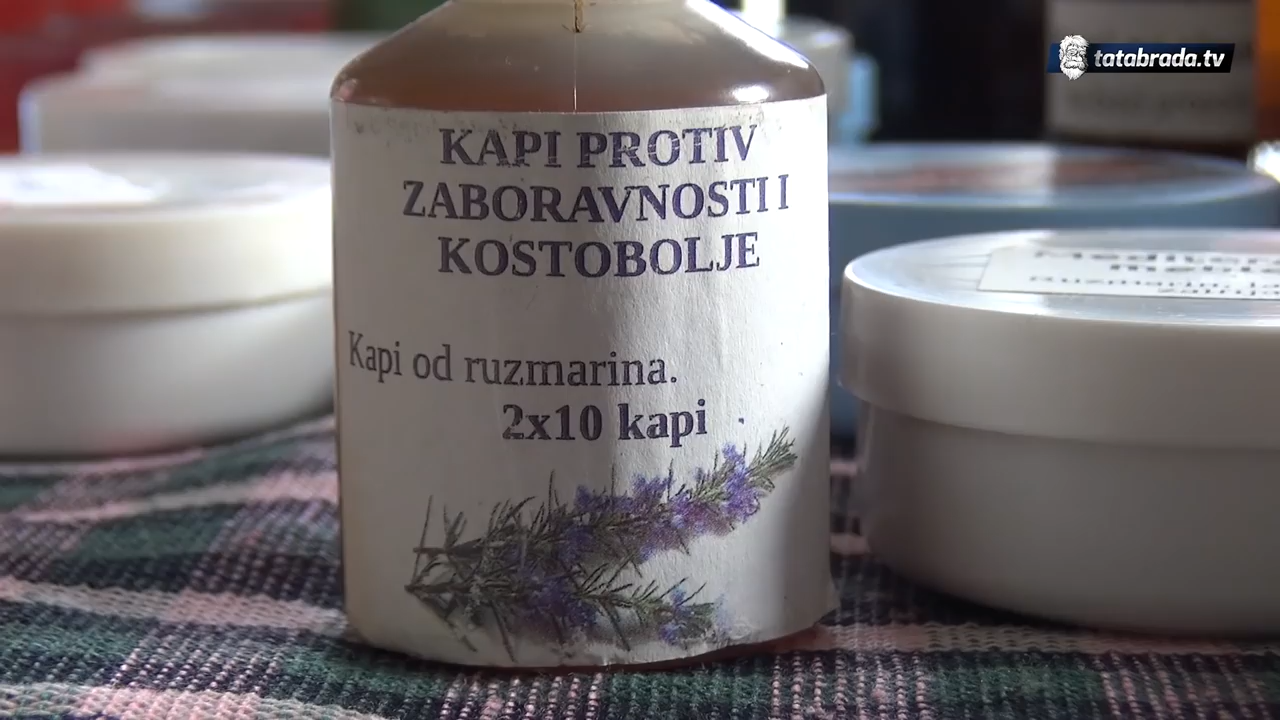 tatabrada.tv
KAPI PROTIV
ZABORAVNOSTI I
KOSTOBOLJE
Kapi od ruzmarina.
2x10 kapi